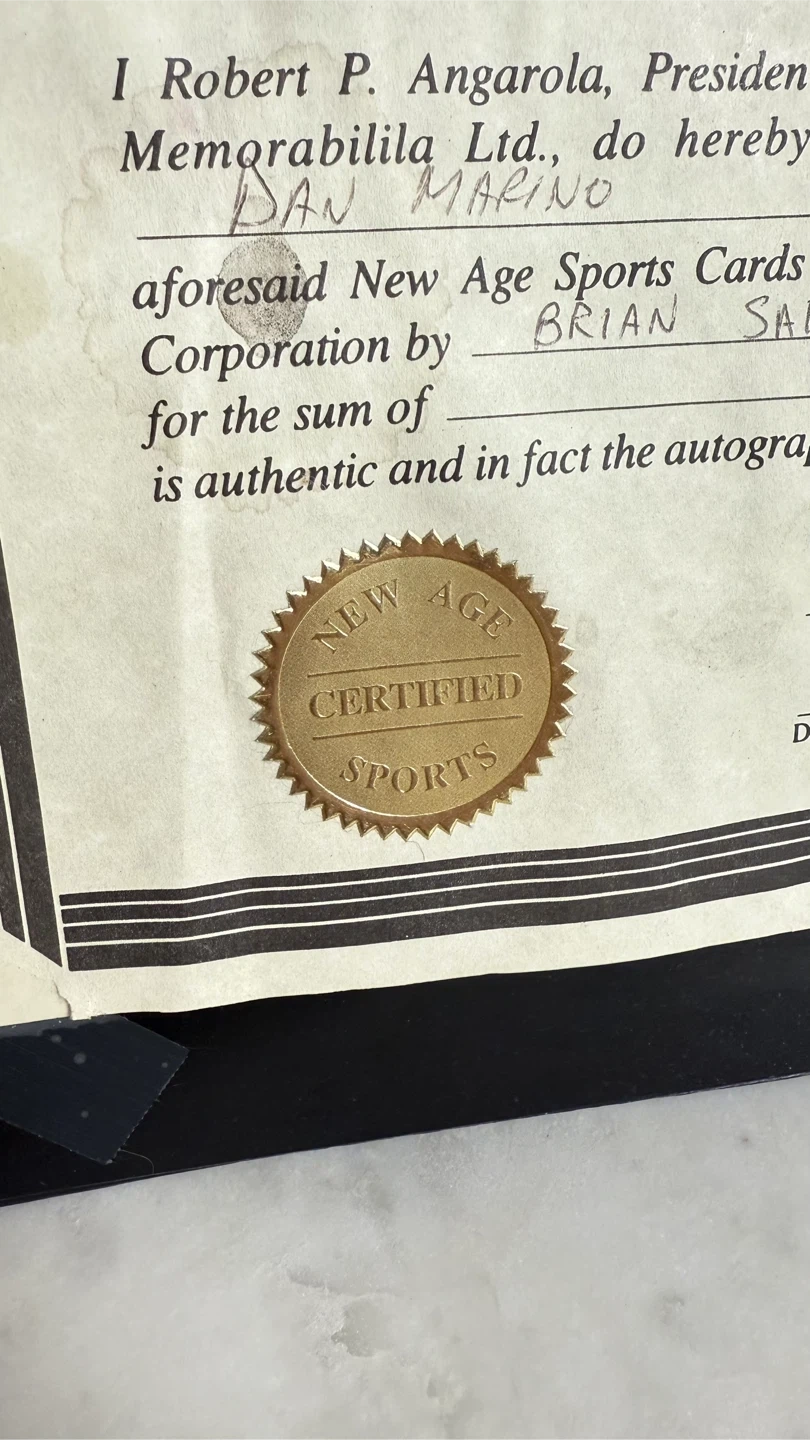 I Robert P. Angarola, Presiden
Memorabilila Ltd., do hereby
DAN MARINO
aforesaid New Age Sports Cards
Corporation by BRIAN SA
for the sum of
is authentic and in fact the autogra
NEW AGE
CERTIFIED
SPORTS
D